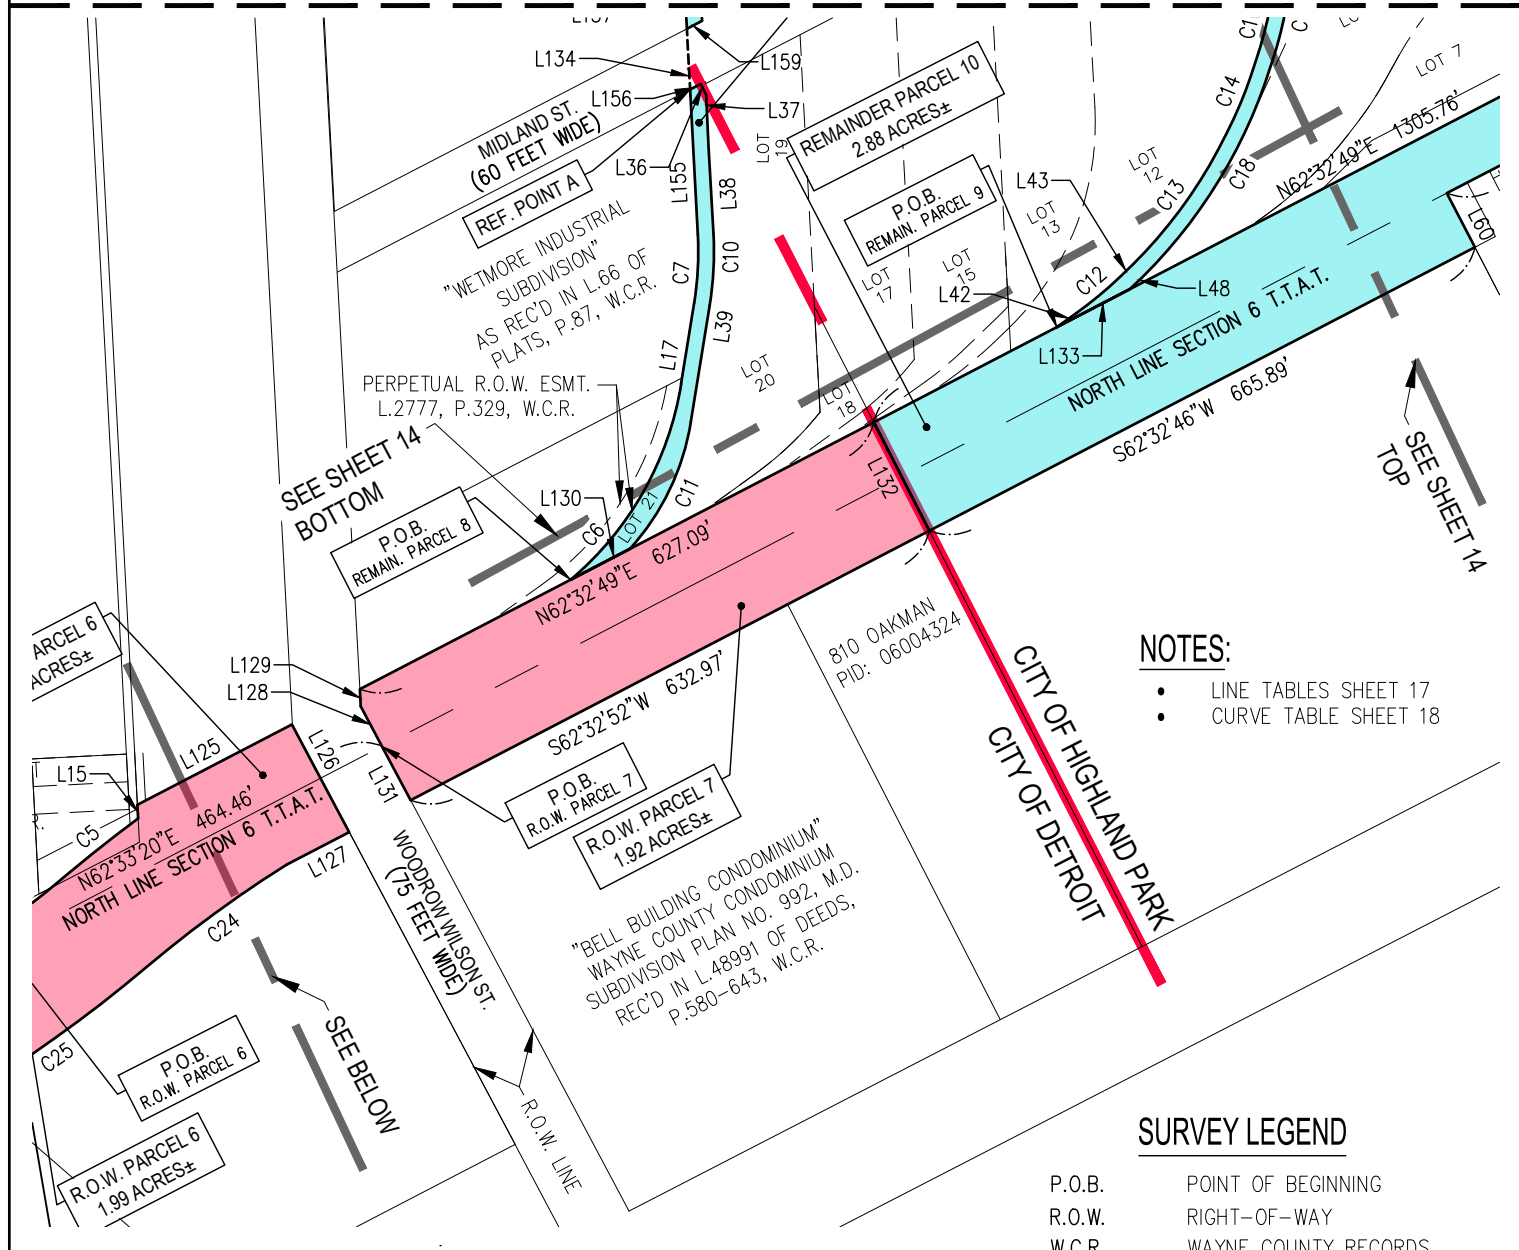 L134
L159
L156
L37
MIDLAND ST.
(60 FEET WIDE)
L36
REF. POINT A
L155
L38
C7
C10
L17
L39
"WETMORE INDUSTRIAL
SUBDIVISION"
AS REC'D IN L.66 OF
PLATS, P.87, W.C.R.
PERPETUAL R.O.W. ESMT.
L.2777, P.329, W.C.R.
SEE SHEET 14
BOTTOM
LOT
19
REMAINDER PARCEL 10
2.88 ACRES±
P.O.B.
REMAIN. PARCEL 9
LOT
17
LOT
15
LOT
13
LOT
12
LOT 7
LOT
20
LOT
18
LOT 21
L43
L42
C12
C13
C14
C18
L48
L133
L60
N62°32'49"E 1305.76'
NORTH LINE SECTION 6 T.T.A.T.
S62°32'46"W 665.89'
SEE SHEET 14
TOP
L130
C6
C11
P.O.B.
REMAIN. PARCEL 8
N62°32'49"E 627.09'
L132
S62°32'52"W 632.97'
810 OAKMAN
PID: 06004324
CITY OF HIGHLAND PARK
CITY OF DETROIT
NOTES:
• LINE TABLES SHEET 17
• CURVE TABLE SHEET 18
ARCEL 6
ACRES±
L129
L128
L125
L126
L131
L15
C5
N62°33'20"E 464.46'
NORTH LINE SECTION 6 T.T.A.T.
L127
C24
C25
P.O.B.
R.O.W. PARCEL 7
R.O.W. PARCEL 7
1.92 ACRES±
WOODROW WILSON ST.
(75 FEET WIDE)
"BELL BUILDING CONDOMINIUM"
WAYNE COUNTY CONDOMINIUM
SUBDIVISION PLAN NO. 992, M.D.
REC'D IN L.48991 OF DEEDS,
P.580-643, W.C.R.
P.O.B.
R.O.W. PARCEL 6
R.O.W. PARCEL 6
1.99 ACRES±
SEE BELOW
R.O.W. LINE
SURVEY LEGEND
P.O.B. POINT OF BEGINNING
R.O.W. RIGHT-OF-WAY
W.C.R. WAYNE COUNTY RECORDS